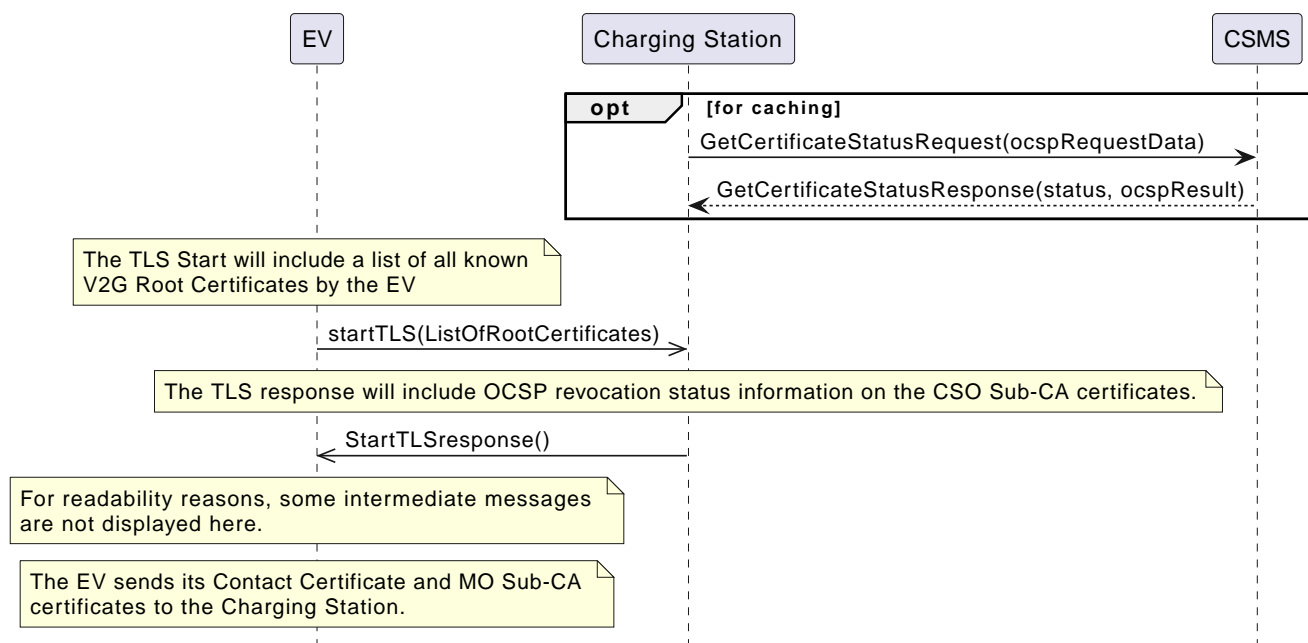 EV
Charging Station
CSMS
opt
[for caching]
GetCertificateStatusRequest(ocspRequestData)
GetCertificateStatusResponse(status, ocspResult)
The TLS Start will include a list of all known
V2G Root Certificates by the EV
startTLS(ListOfRootCertificates)
The TLS response will include OCSP revocation status information on the CSO Sub-CA certificates.
StartTLSresponse()
For readability reasons, some intermediate messages
are not displayed here.
The EV sends its Contact Certificate and MO Sub-CA
certificates to the Charging Station.